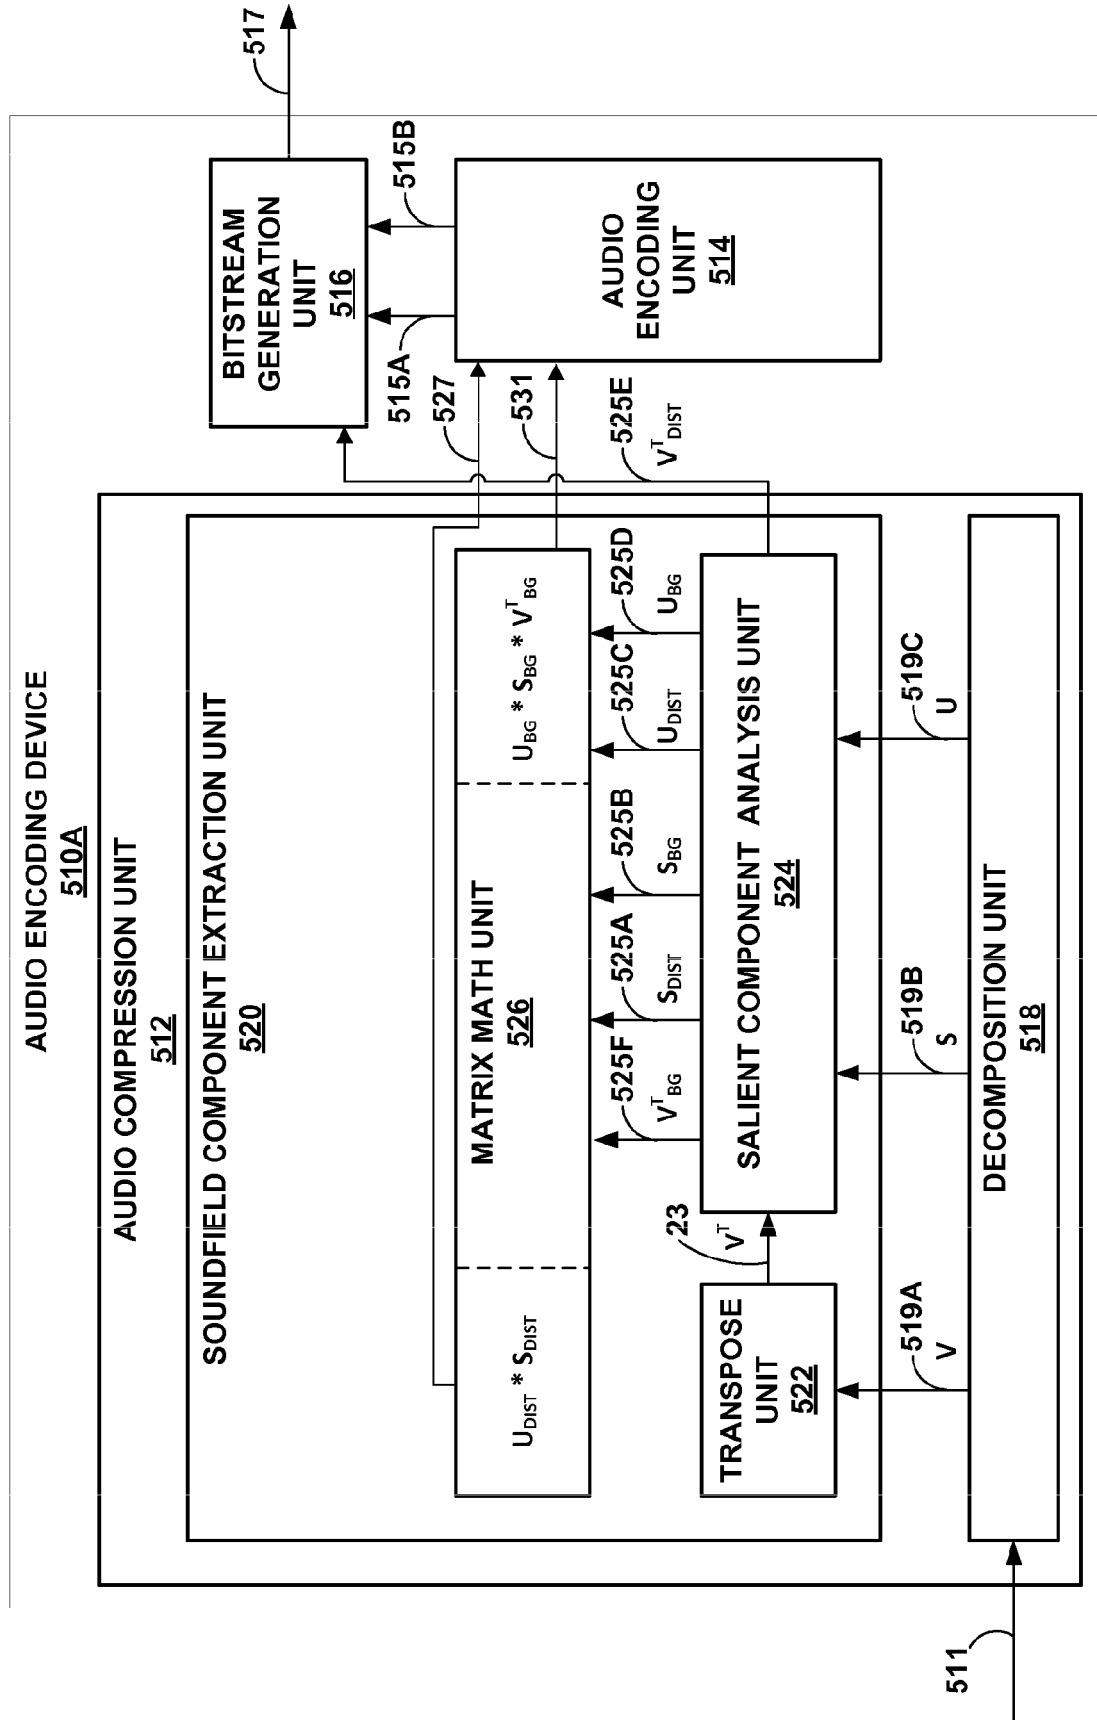 AUDIO ENCODING DEVICE
510A
AUDIO COMPRESSION UNIT
512
SOUNDFIELD COMPONENT EXTRACTION UNIT
520
U_DIST * S_DIST
MATRIX MATH UNIT
526
U_BG * S_BG * V^T_BG
525F
V^T_BG
525A
S_DIST
525B
S_BG
525C
U_DIST
525D
U_BG
TRANSPOSE
UNIT
522
23
V^T
SALIENT COMPONENT ANALYSIS UNIT
524
519A
V
519B
S
519C
U
DECOMPOSITION UNIT
518
511
BITSTREAM
GENERATION
UNIT
516
517
515A
515B
527
531
525E
V^T_DIST
AUDIO
ENCODING
UNIT
514